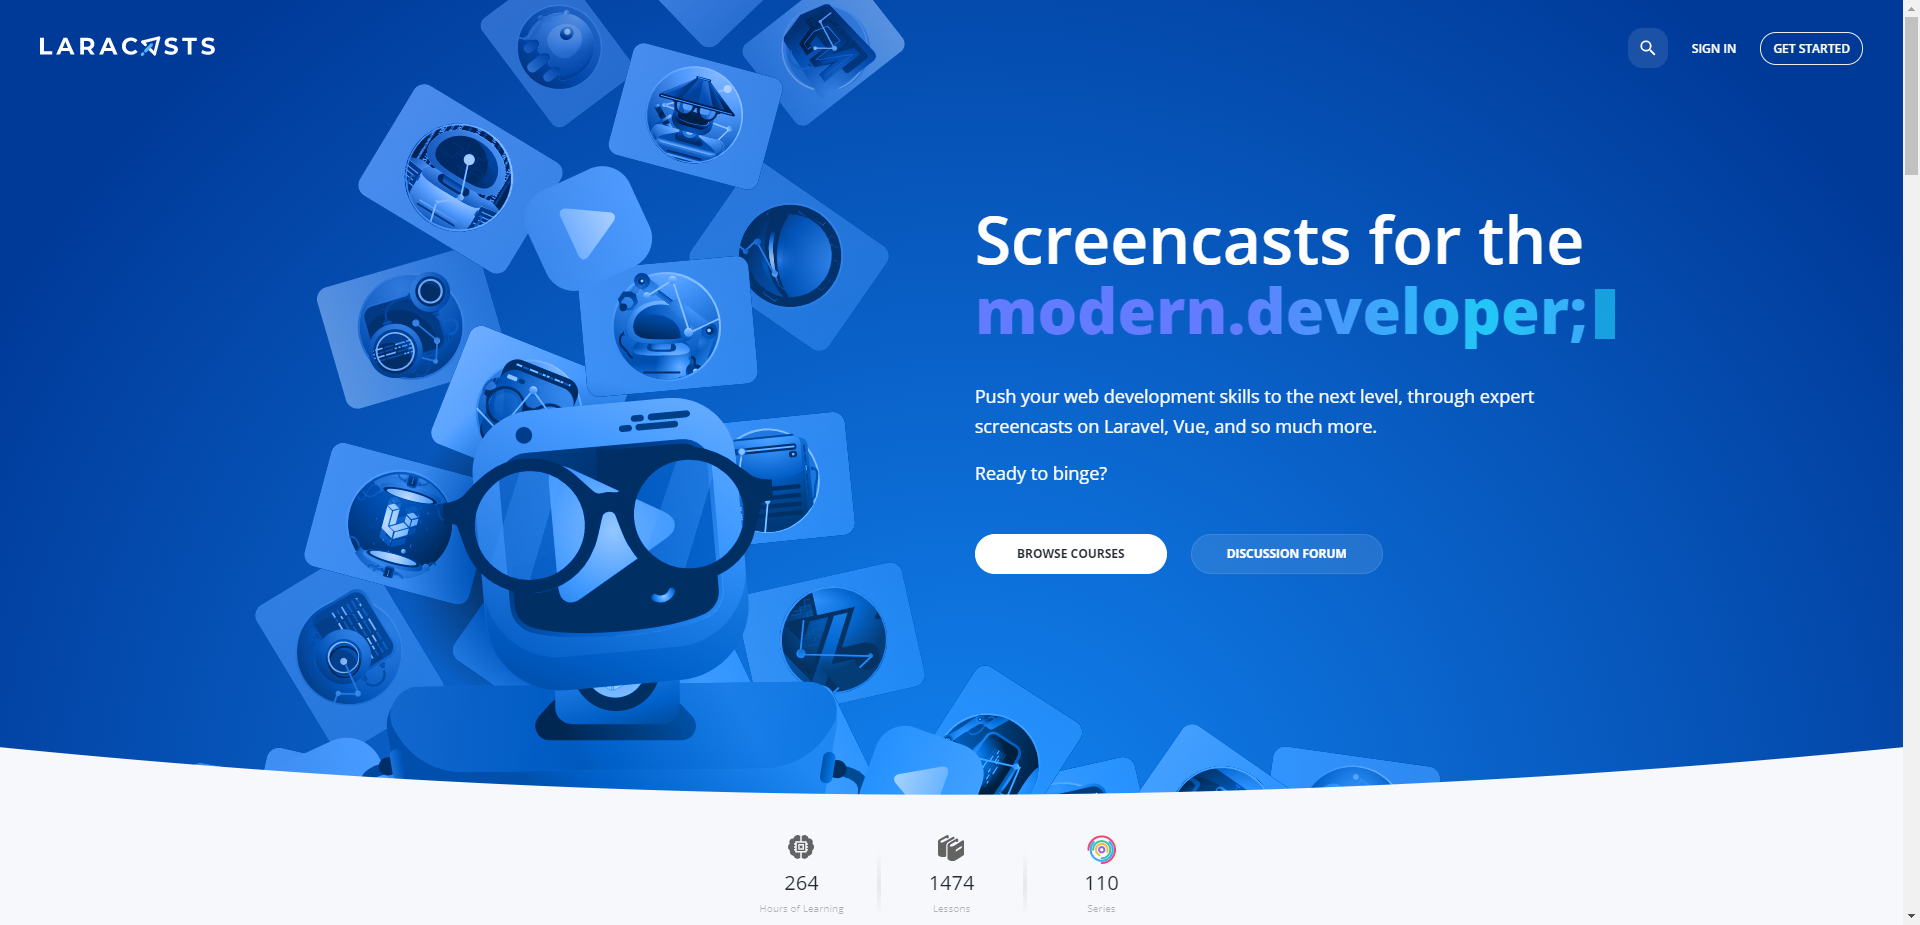 LARACASTS
SIGN IN
GET STARTED
Screencasts for the
modern.developer;
Push your web development skills to the next level, through expert
screencasts on Laravel, Vue, and so much more.
Ready to binge?
BROWSE COURSES
DISCUSSION FORUM
264
Hours of Learning
1474
Lessons
110
Series